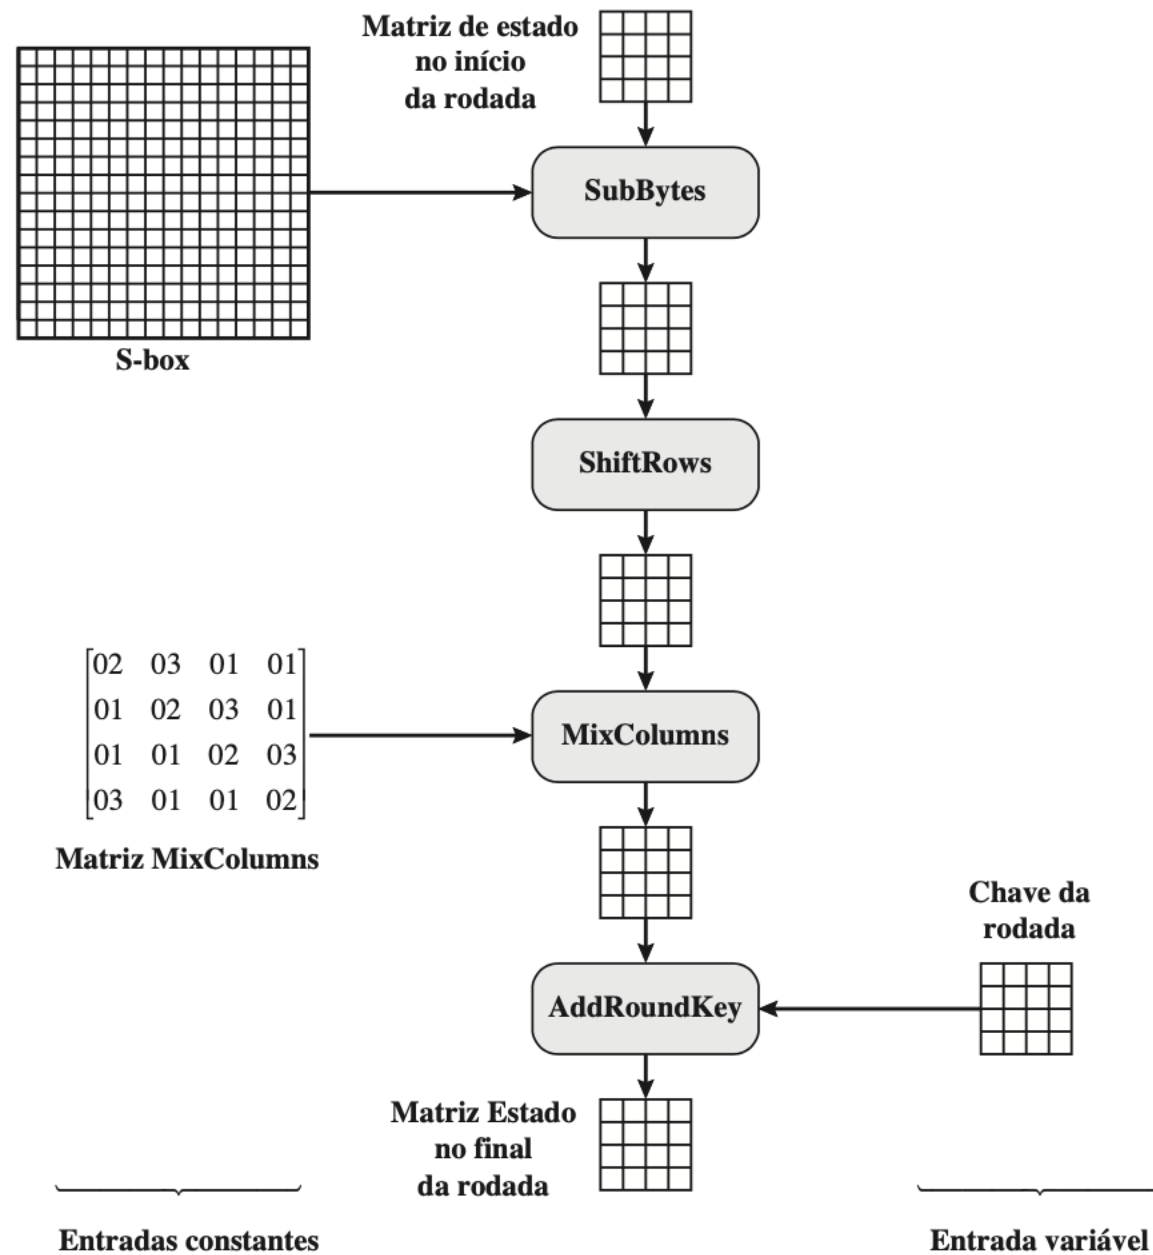 Matriz de estado
no início
da rodada
SubBytes
S-box
ShiftRows
02 03 01 01
01 02 03 01
01 01 02 03
03 01 01 02
MixColumns
Matriz MixColumns
Chave da
rodada
AddRoundKey
Matriz Estado
no final
da rodada
Entradas constantes
Entrada variável